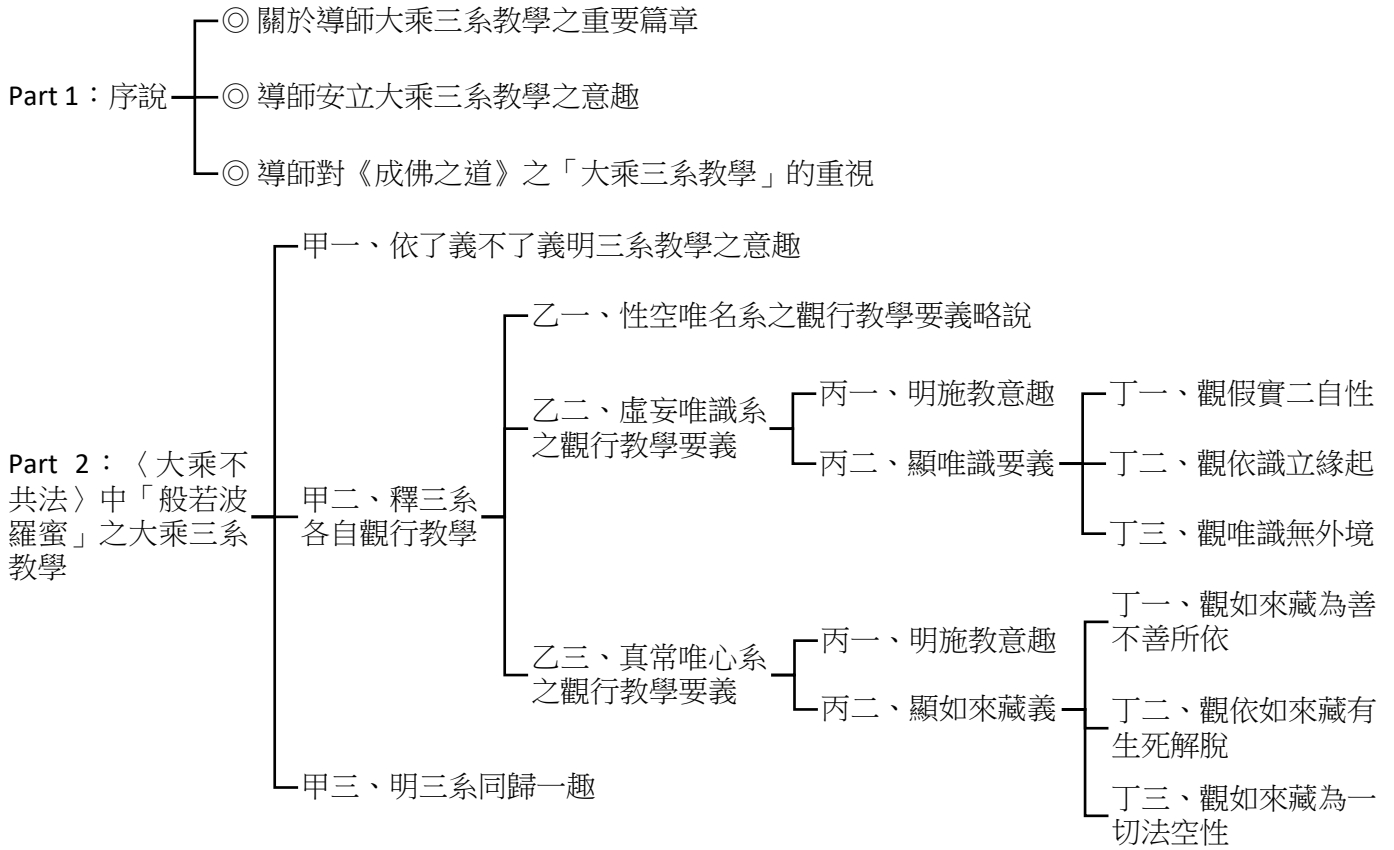 ◎ 關於導師大乘三系教學之重要篇章
Part 1：序說
◎ 導師安立大乘三系教學之意趣
◎ 導師對《成佛之道》之「大乘三系教學」的重視
Part 2：〈大乘不
共法〉中「般若波
羅蜜」之大乘三系
教學
甲一、依了義不了義明三系教學之意趣
甲二、釋三系
各自觀行教學
乙一、性空唯名系之觀行教學要義略說
乙二、虛妄唯識系
之觀行教學要義
丙一、明施教意趣
丙二、顯唯識要義
丁一、觀假實二自性
丁二、觀依識立緣起
丁三、觀唯識無外境
乙三、真常唯心系
之觀行教學要義
丙一、明施教意趣
丙二、顯如來藏義
丁一、觀如來藏為善
不善所依
丁二、觀依如來藏有
生死解脫
丁三、觀如來藏為一
切法空性
甲三、明三系同歸一趣